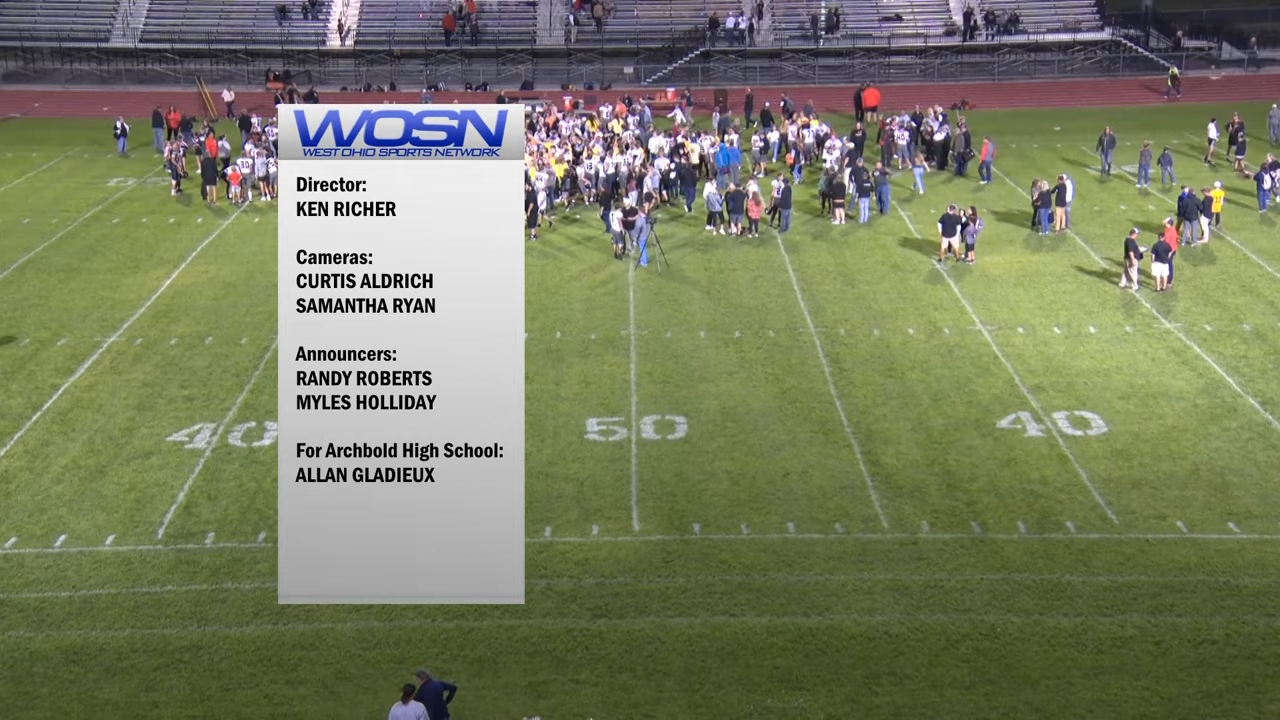 WOSN
WEST OHIO SPORTS NETWORK
Director:
KEN RICHER
Cameras:
CURTIS ALDRICH
SAMANTHA RYAN
Announcers:
RANDY ROBERTS
MYLES HOLLIDAY
For Archbold High School:
ALLAN GLADIEUX
40
50
40